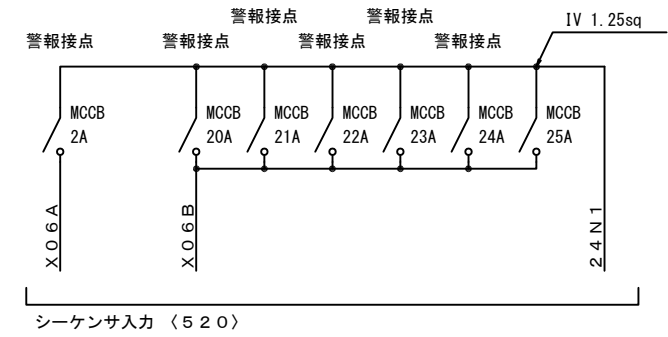 警報接点
警報接点
警報接点
警報接点
警報接点
警報接点
IV 1.25sq
MCCB
2A
MCCB
20A
MCCB
21A
MCCB
22A
MCCB
23A
MCCB
24A
MCCB
25A
X06A
X06B
24N1
シーケンサ入力 〈520〉